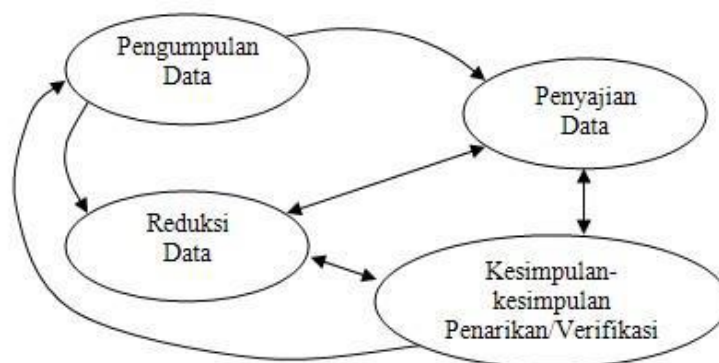 Pengumpulan
Data
Penyajian
Data
Reduksi
Data
Kesimpulan-
kesimpulan
Penarikan/Verifikasi